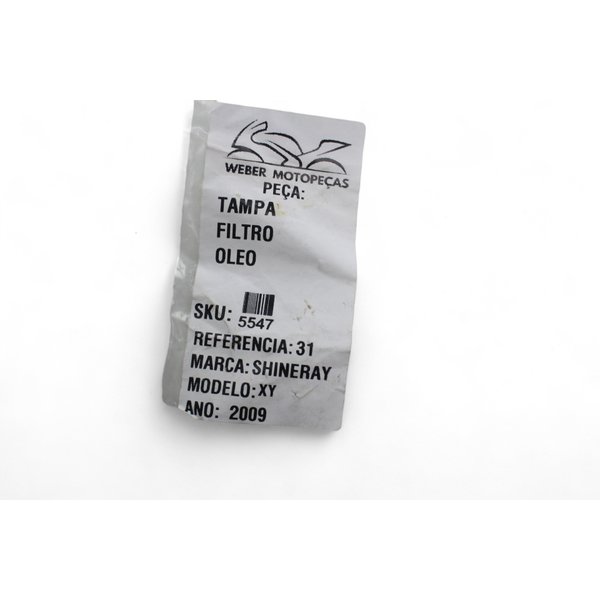 WEBER MOTOPEÇAS
PEÇA:
TAMPA
FILTRO
OLEO
SKU: 5547
REFERENCIA: 31
MARCA: SHINERAY
MODELO: XY
ANO: 2009